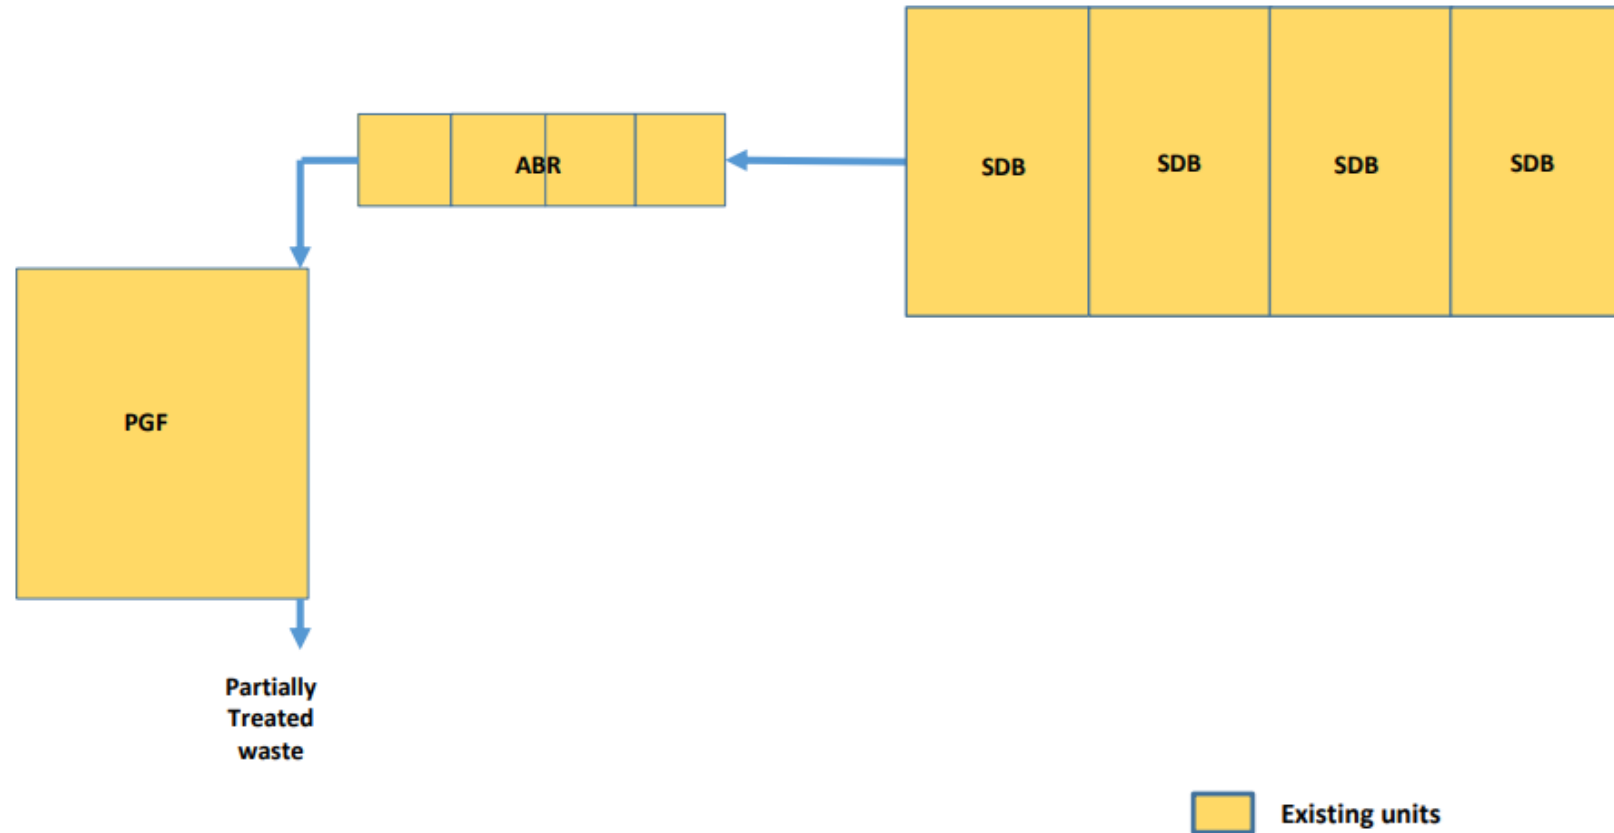 SDB
SDB
SDB
SDB
ABR
PGF
Partially
Treated
waste
Existing units